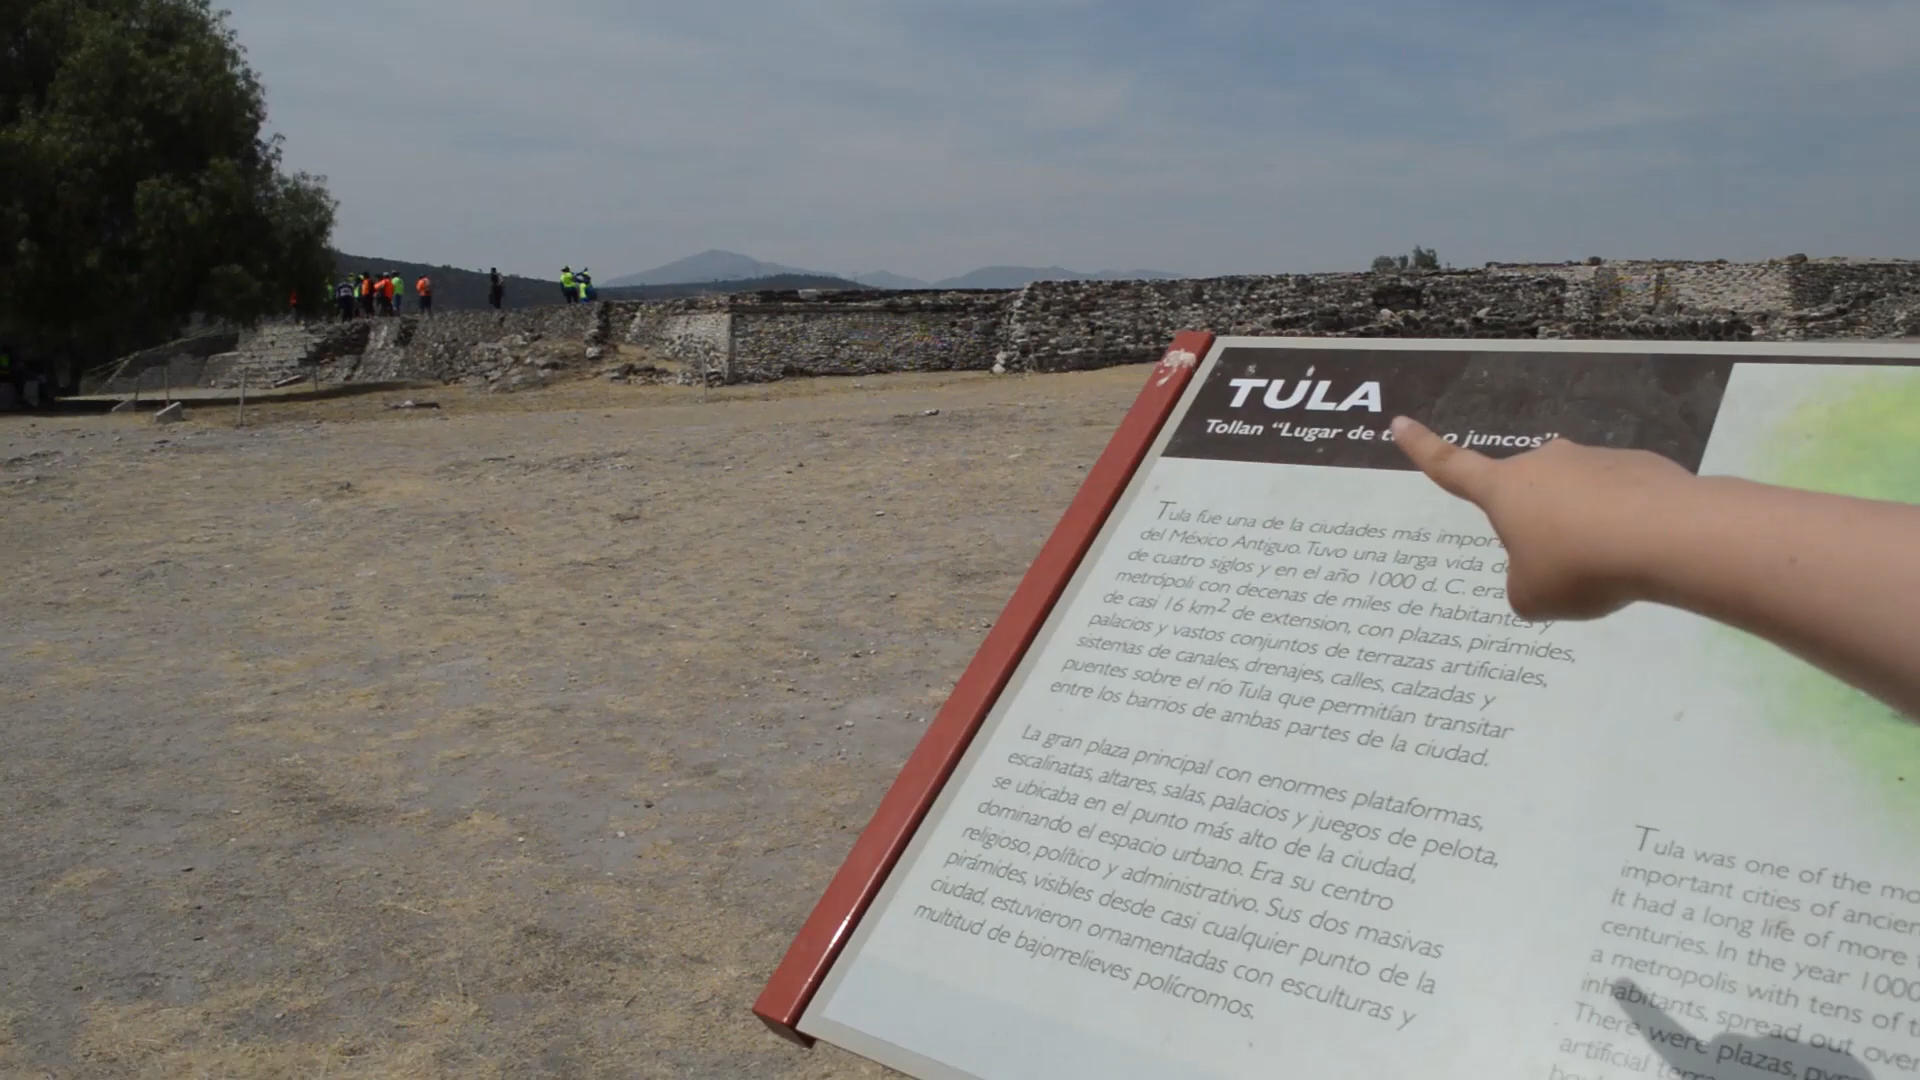 TULA
Tollan “Lugar de o juncos”
Tula fue una de la ciudades más
del México Antiguo. Tuvo una larga vida
de cuatro siglos y en el año 1000 d. C. era
metrópoli con decenas de miles de habitantes y
de casi 16 km2 de extensión, con plazas, pirámides,
palacios y vastos conjuntos de terrazas artificiales,
sistemas de canales, drenajes, calles, calzadas y
puentes sobre el río Tula que permitían transitar
entre los barrios de ambas partes de la ciudad.
La gran plaza principal con enormes plataformas,
escalinatas, altares, salas, palacios y juegos de pelota,
se ubicaba en el punto más alto de la ciudad,
dominando el espacio urbano. Era su centro
religioso, político y administrativo. Sus dos masivas
pirámides, visibles desde casi cualquier punto de la
ciudad, estuvieron ornamentadas con esculturas y
multitud de bajorrelieves polícromos.
Tula was one of the
important cities of
It had a long life of more
centuries. In the year 1000
a metropolis with tens of
inhabitants, spread out over
There were plazas,
artificial